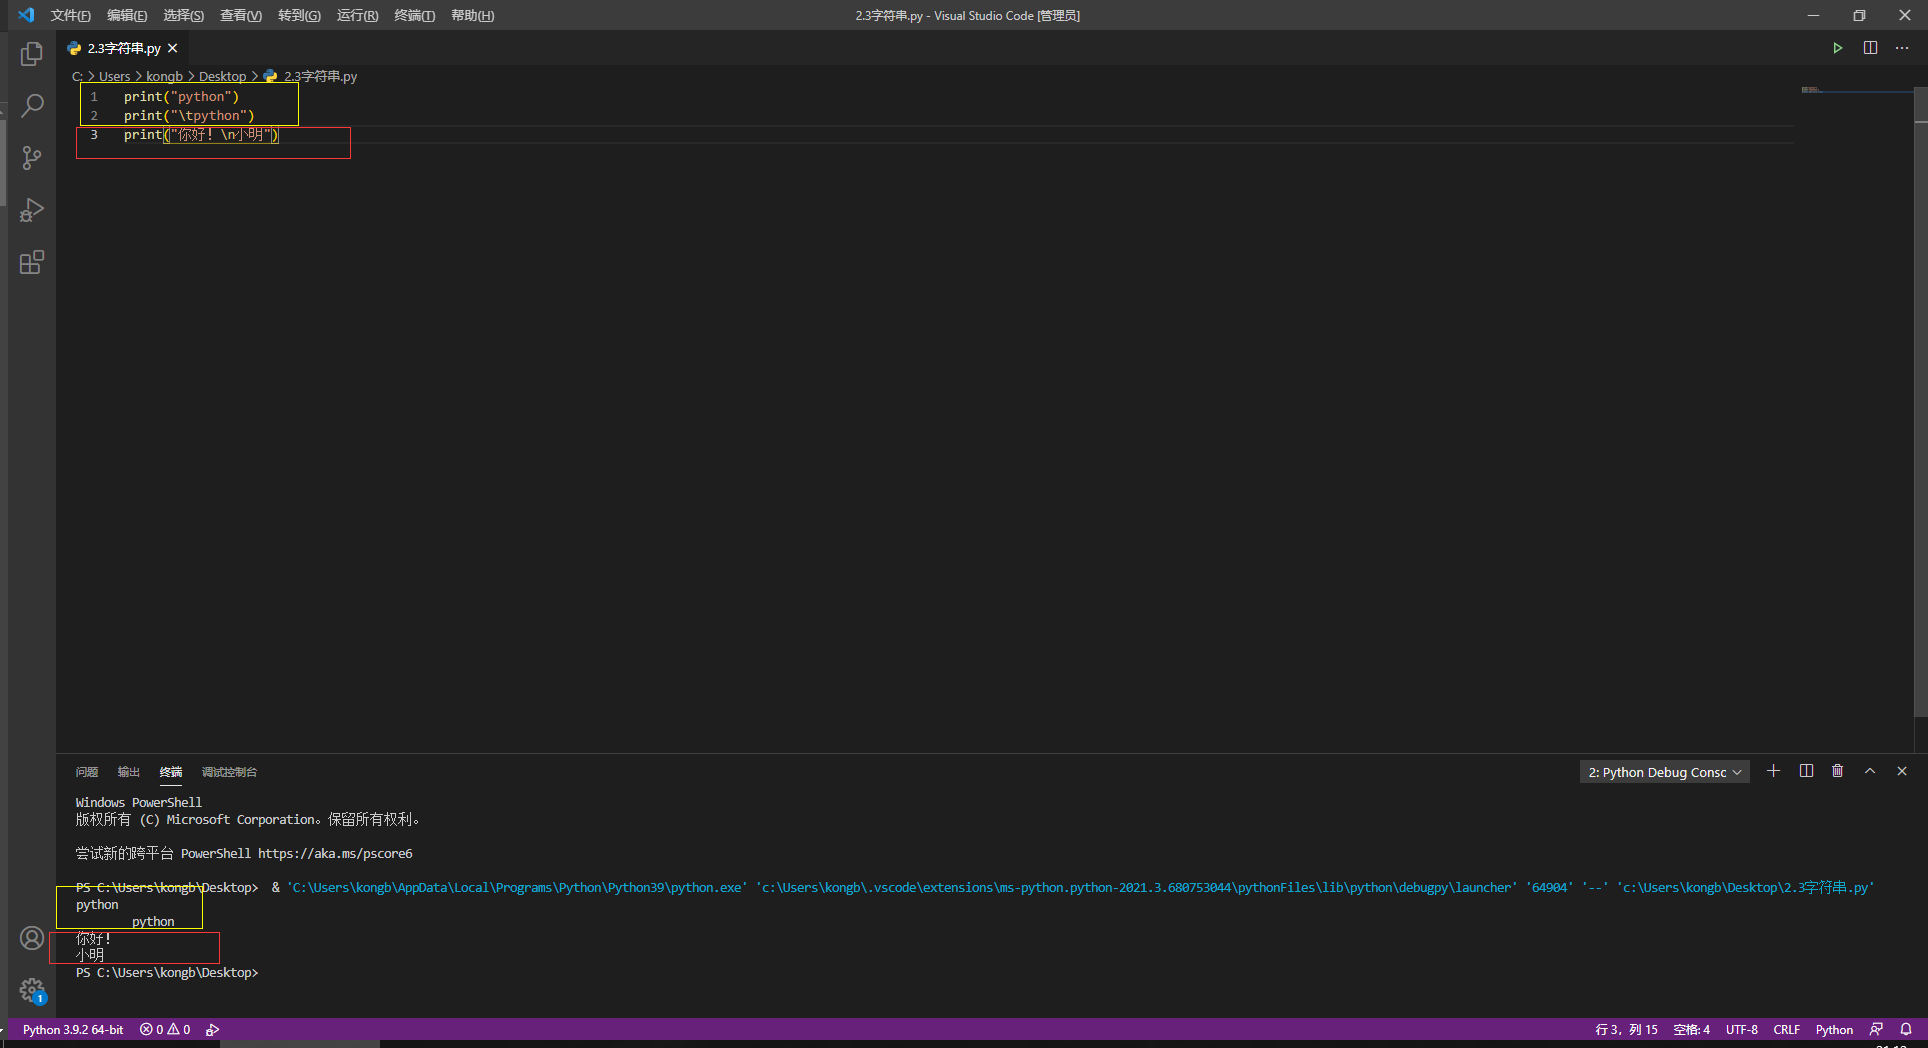 文件(F) 编辑(E) 选择(S) 查看(V) 转到(G) 运行(R) 终端(T) 帮助(H) 2.3字符串.py - Visual Studio Code [管理员]
2.3字符串.py
C: > Users > kongb > Desktop > 2.3字符串.py
1 print("python")
2 print("\tpython")
3 print("你好！\n小明")
问题 输出 终端 调试控制台 2: Python Debug Consc
Windows PowerShell
版权所有 (C) Microsoft Corporation。保留所有权利。
尝试新的跨平台 PowerShell https://aka.ms/pscore6
PS C:\Users\kongb\Desktop> & 'C:\Users\kongb\AppData\Local\Programs\Python\Python39\python.exe' 'c:\Users\kongb\.vscode\extensions\ms-python.python-2021.3.680753044\pythonFiles\lib\python\debugpy\launcher' '64904' '--' 'c:\Users\kongb\Desktop\2.3字符串.py'
python
python
你好！
小明
PS C:\Users\kongb\Desktop>
1
Python 3.9.2 64-bit 0 0 行 3，列 15 空格: 4 UTF-8 CRLF Python